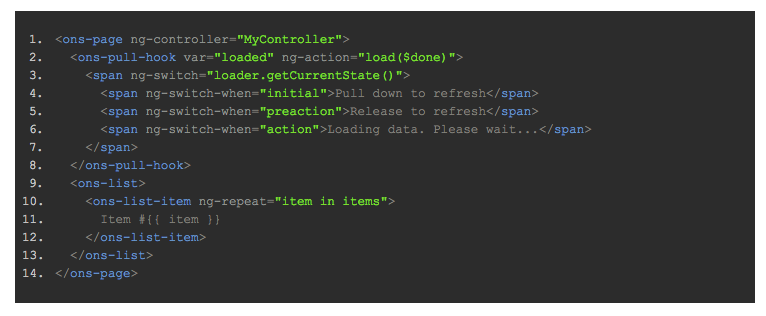 1. <ons-page ng-controller="MyController">
2. <ons-pull-hook var="loaded" ng-action="load($done)">
3. <span ng-switch="loader.getCurrentState()">
4. <span ng-switch-when="initial">Pull down to refresh</span>
5. <span ng-switch-when="preaction">Release to refresh</span>
6. <span ng-switch-when="action">Loading data. Please wait...</span>
7. </span>
8. </ons-pull-hook>
9. <ons-list>
10. <ons-list-item ng-repeat="item in items">
11. Item #{{ item }}
12. </ons-list-item>
13. </ons-list>
14. </ons-page>